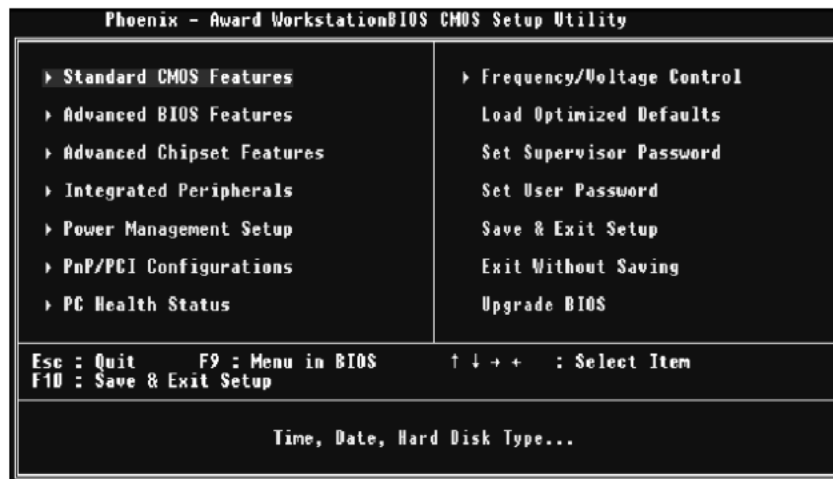 Phoenix - Award WorkstationBIOS CMOS Setup Utility
▸ Standard CMOS Features
▸ Advanced BIOS Features
▸ Advanced Chipset Features
▸ Integrated Peripherals
▸ Power Management Setup
▸ PnP/PCI Configurations
▸ PC Health Status
▸ Frequency/Voltage Control
Load Optimized Defaults
Set Supervisor Password
Set User Password
Save & Exit Setup
Exit Without Saving
Upgrade BIOS
Esc : Quit F9 : Menu in BIOS ↑ ↓ → ← : Select Item
F10 : Save & Exit Setup
Time, Date, Hard Disk Type...